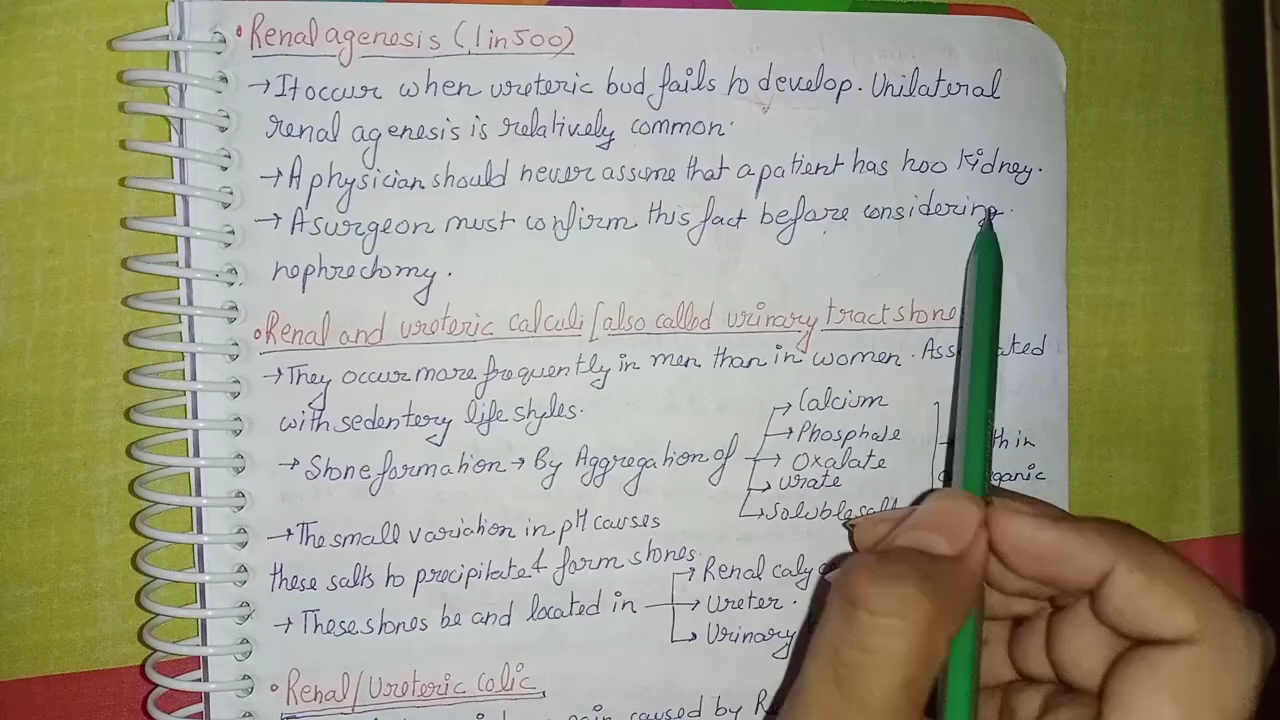 • Renal agenesis (1 in 500)
→ It occur when ureteric bud fails to develop. Unilateral
renal agenesis is relatively common.
→ A physician should never assume that a patient has two Kidney.
→ A surgeon must confirm this fact before considering
nephrectomy.
• Renal and ureteric calculi [also called urinary tract stone
→ They occur more frequently in men than in women.
with sedentery life styles.
→ Stone formation → By Aggregation of
→ Calcium
→ Phosphate
→ Oxalate
→ Urate
→ Soluble salt
→ The small variation in pH causes
these salts to precipitate & form stones.
→ These stones be and located in
→ Renal caly
→ Ureter.
→ Urinary
• Renal/Ureteric colic
pain caused by